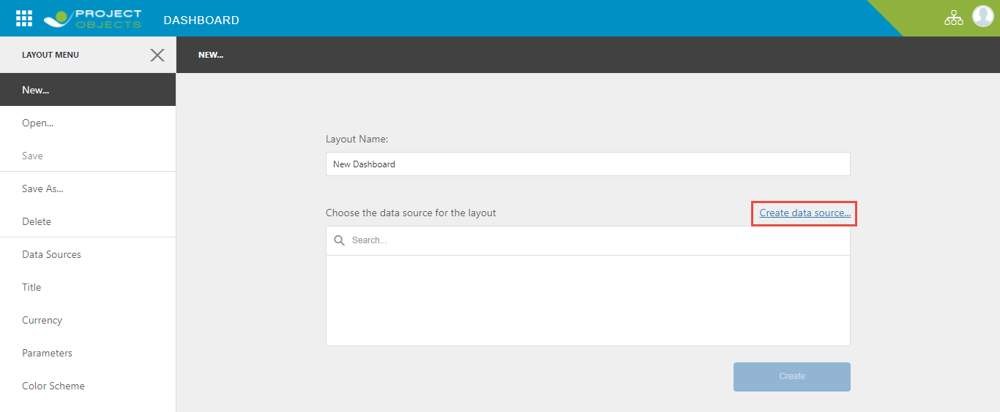 PROJECT
OBJECTS
DASHBOARD
LAYOUT MENU
NEW...
New...
Open...
Save
Save As...
Delete
Data Sources
Title
Currency
Parameters
Color Scheme
Layout Name:
New Dashboard
Choose the data source for the layout
Create data source...
Search...
Create